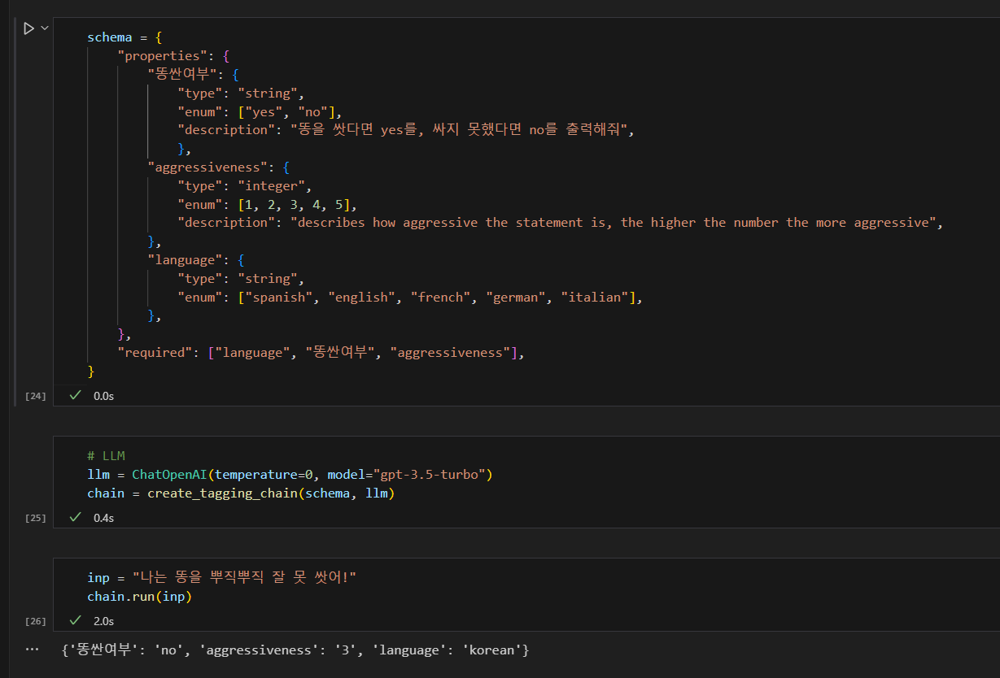 schema = {
"properties": {
"똥싼여부": {
"type": "string",
"enum": ["yes", "no"],
"description": "똥을 쌋다면 yes를, 싸지 못했다면 no를 출력해줘",
},
"aggressiveness": {
"type": "integer",
"enum": [1, 2, 3, 4, 5],
"description": "describes how aggressive the statement is, the higher the number the more aggressive",
},
"language": {
"type": "string",
"enum": ["spanish", "english", "french", "german", "italian"],
},
},
"required": ["language", "똥싼여부", "aggressiveness"],
}
[24] 0.0s
# LLM
llm = ChatOpenAI(temperature=0, model="gpt-3.5-turbo")
chain = create_tagging_chain(schema, llm)
[25] 0.4s
inp = "나는 똥을 뿌직뿌직 잘 못 쌋어!"
chain.run(inp)
[26] 2.0s
... {'똥싼여부': 'no', 'aggressiveness': '3', 'language': 'korean'}